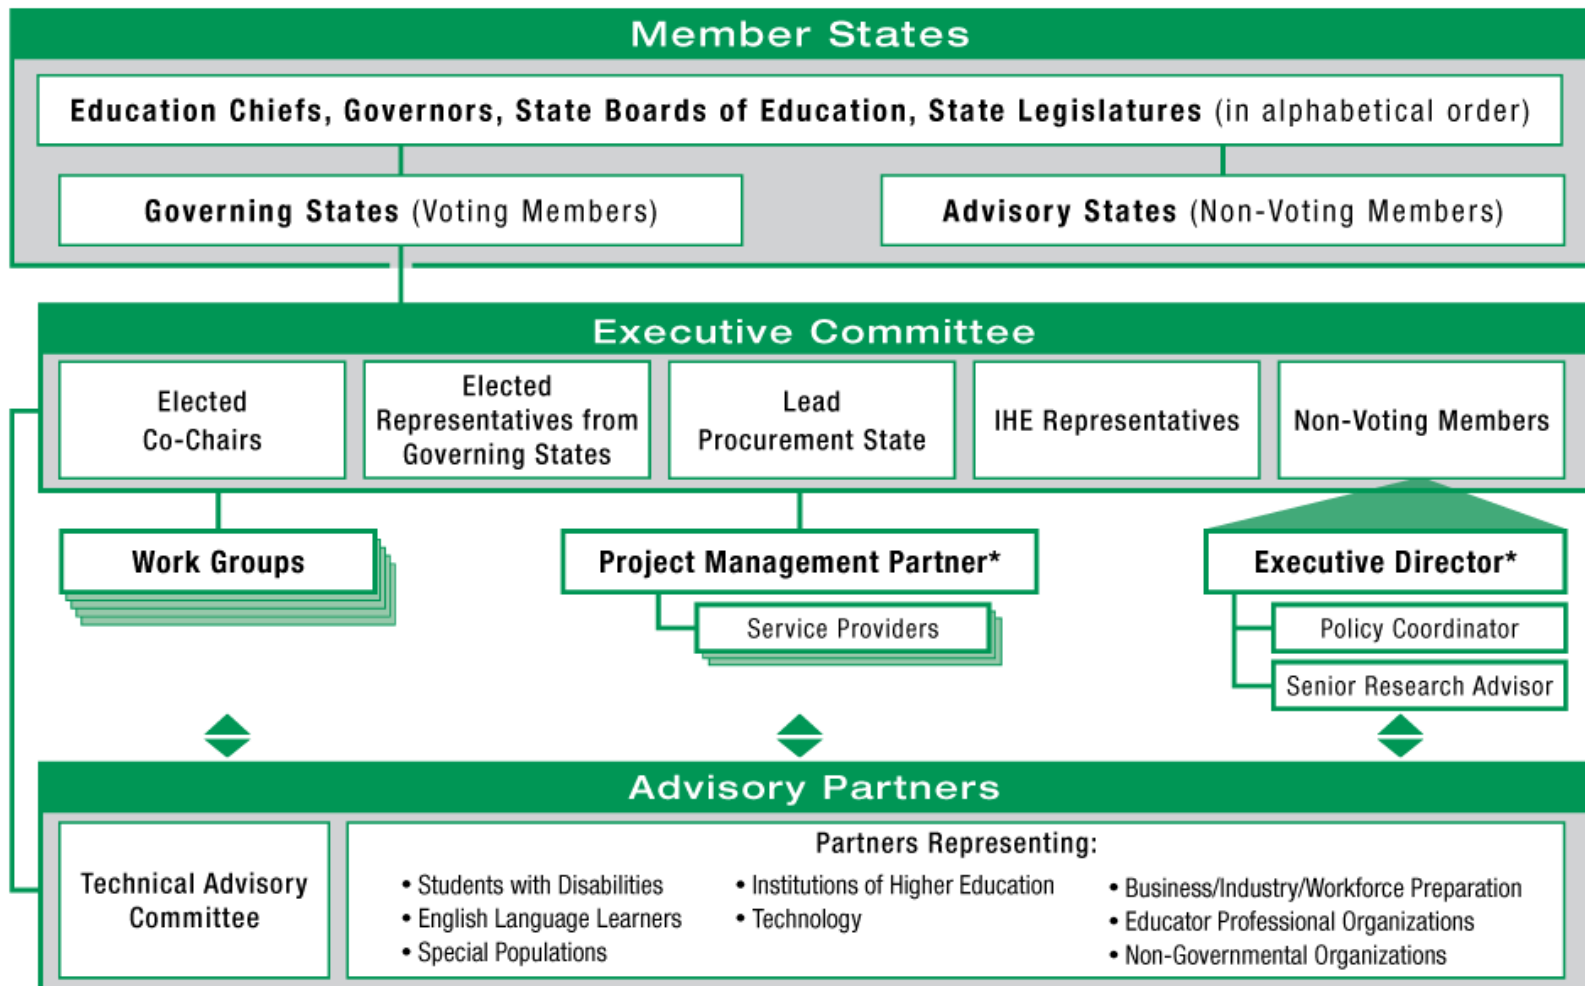 Member States
Education Chiefs, Governors, State Boards of Education, State Legislatures (in alphabetical order)
Governing States (Voting Members)
Advisory States (Non-Voting Members)
Executive Committee
Elected
Co-Chairs
Elected
Representatives from
Governing States
Lead
Procurement State
IHE Representatives
Non-Voting Members
Work Groups
Project Management Partner*
Service Providers
Executive Director*
Policy Coordinator
Senior Research Advisor
Advisory Partners
Technical Advisory
Committee
Partners Representing:
• Students with Disabilities
• English Language Learners
• Special Populations
• Institutions of Higher Education
• Technology
• Business/Industry/Workforce Preparation
• Educator Professional Organizations
• Non-Governmental Organizations